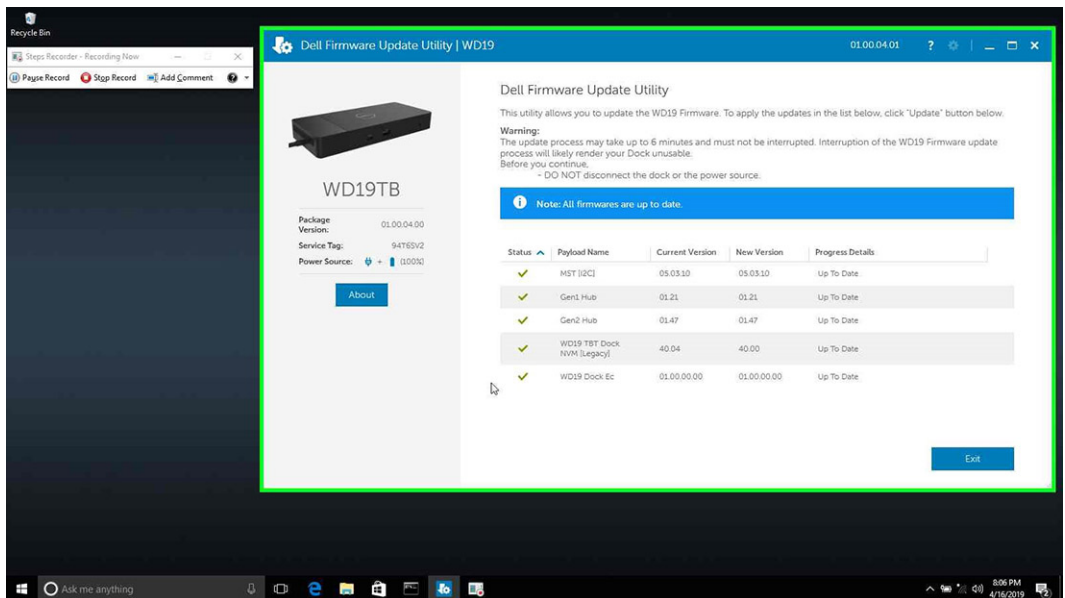 Recycle Bin
Steps Recorder - Recording Now
Pause Record Stop Record Add Comment
Dell Firmware Update Utility | WD19 01.00.04.01
Dell Firmware Update Utility
This utility allows you to update the WD19 Firmware. To apply the updates in the list below, click "Update" button below.
Warning:
The update process may take up to 6 minutes and must not be interrupted. Interruption of the WD19 Firmware update
process will likely render your Dock unusable.
Before you continue,
- DO NOT disconnect the dock or the power source.
WD19TB
Package Version: 01.00.04.00
Service Tag: 94T6SV2
Power Source: + (100%)
About
Note: All firmwares are up to date.
Status Payload Name Current Version New Version Progress Details
MST [I2C] 05.03.10 05.03.10 Up To Date
Gen1 Hub 01.21 01.21 Up To Date
Gen2 Hub 01.47 01.47 Up To Date
WD19 TBT Dock
NVM [Legacy] 40.04 40.00 Up To Date
WD19 Dock Ec 01.00.00.00 01.00.00.00 Up To Date
Exit
Ask me anything
8:06 PM
4/16/2019